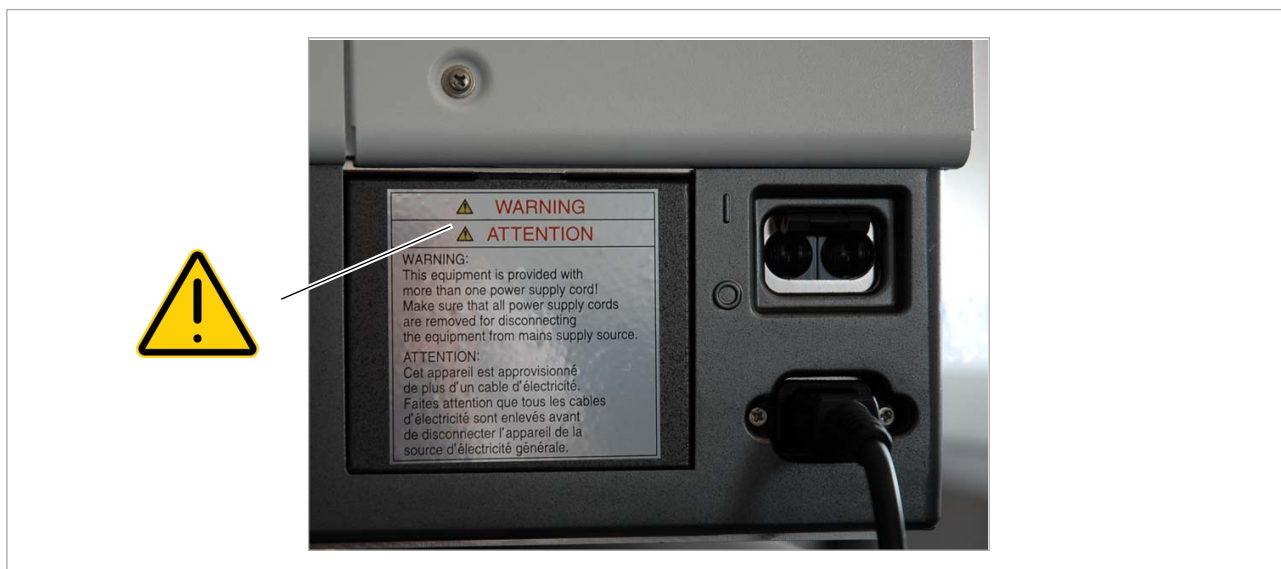 WARNING
ATTENTION
WARNING:
This equipment is provided with
more than one power supply cord!
Make sure that all power supply cords
are removed for disconnecting
the equipment from mains supply source.
ATTENTION:
Cet appareil est approvisionné
de plus d'un cable d'électricité.
Faites attention que tous les cables
d'électricité sont enlevés avant
de disconnecter l'appareil de la
source d'électricité générale.